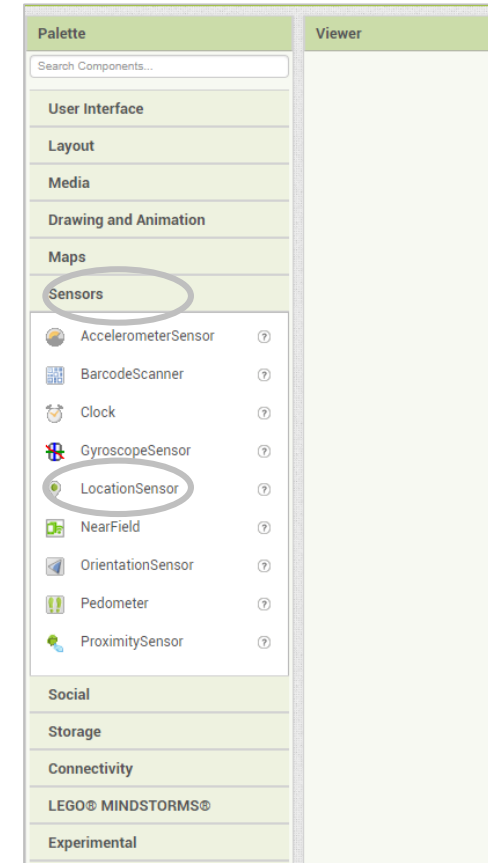 Palette
Viewer
Search Components...
User Interface
Layout
Media
Drawing and Animation
Maps
Sensors
AccelerometerSensor ?
BarcodeScanner ?
Clock ?
GyroscopeSensor ?
LocationSensor ?
NearField ?
OrientationSensor ?
Pedometer ?
ProximitySensor ?
Social
Storage
Connectivity
LEGO® MINDSTORMS®
Experimental